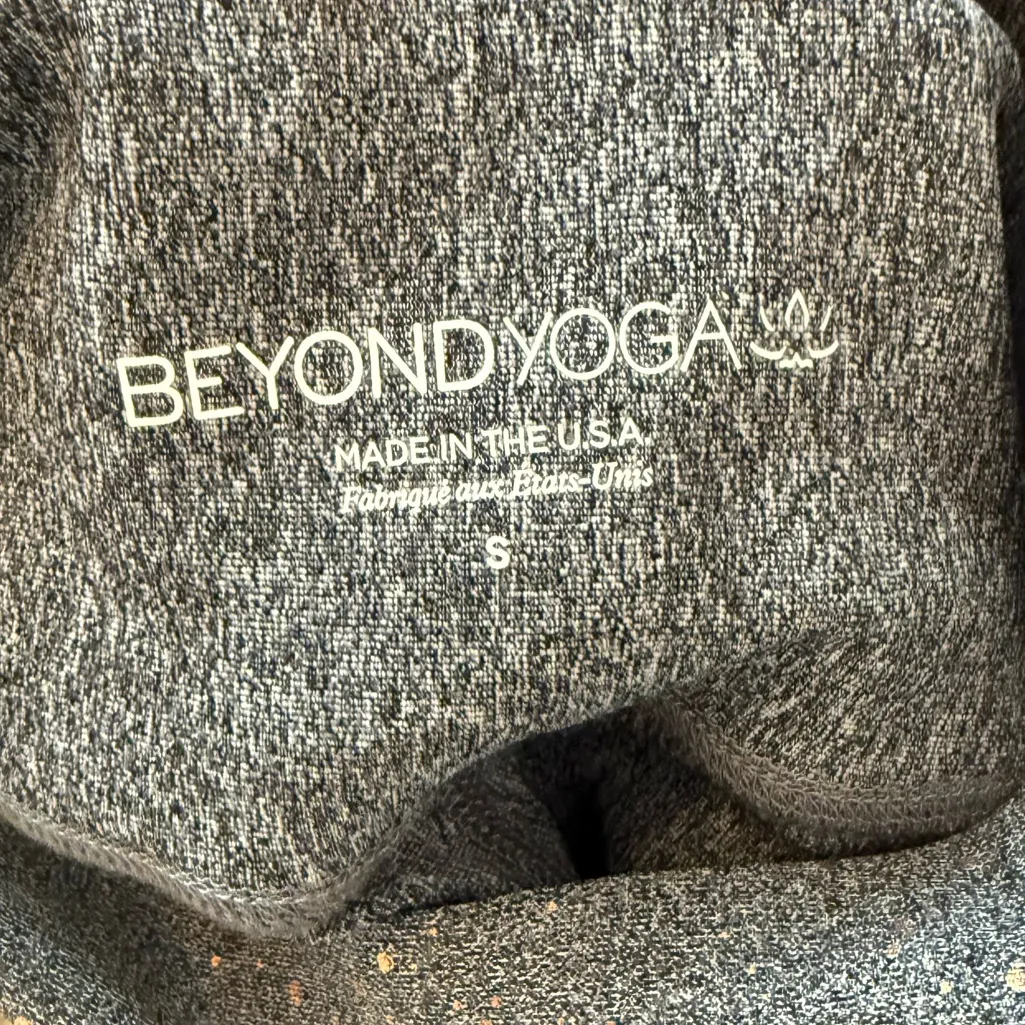 BEYOND YOGA
MADE IN THE U.S.A.
Fabriqué aux États-Unis
S